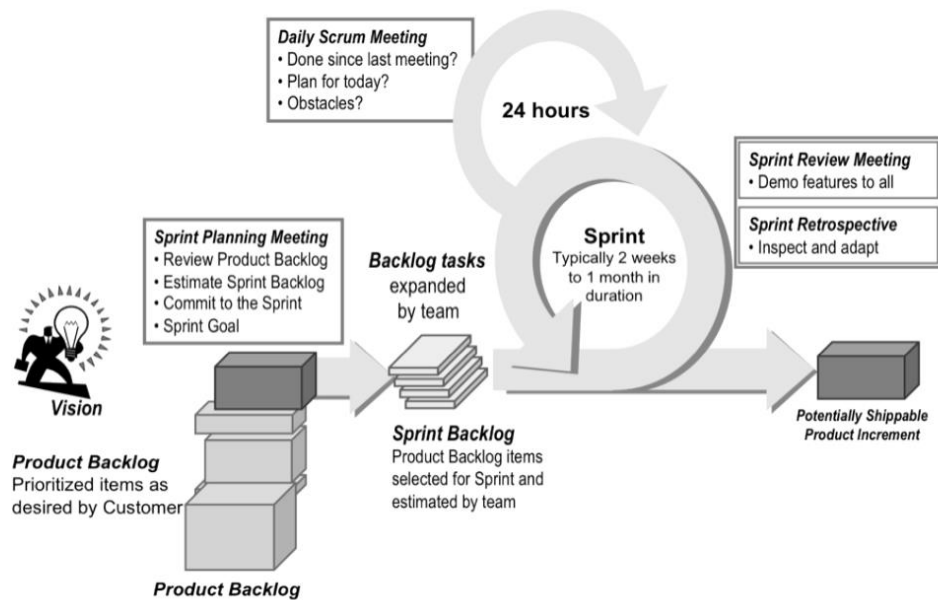 Daily Scrum Meeting
• Done since last meeting?
• Plan for today?
• Obstacles?
24 hours
Sprint Review Meeting
• Demo features to all
Sprint Retrospective
• Inspect and adapt
Sprint Planning Meeting
• Review Product Backlog
• Estimate Sprint Backlog
• Commit to the Sprint
• Sprint Goal
Backlog tasks
expanded
by team
Sprint
Typically 2 weeks
to 1 month in
duration
Vision
Product Backlog
Prioritized items as
desired by Customer
Sprint Backlog
Product Backlog items
selected for Sprint and
estimated by team
Potentially Shippable
Product Increment
Product Backlog